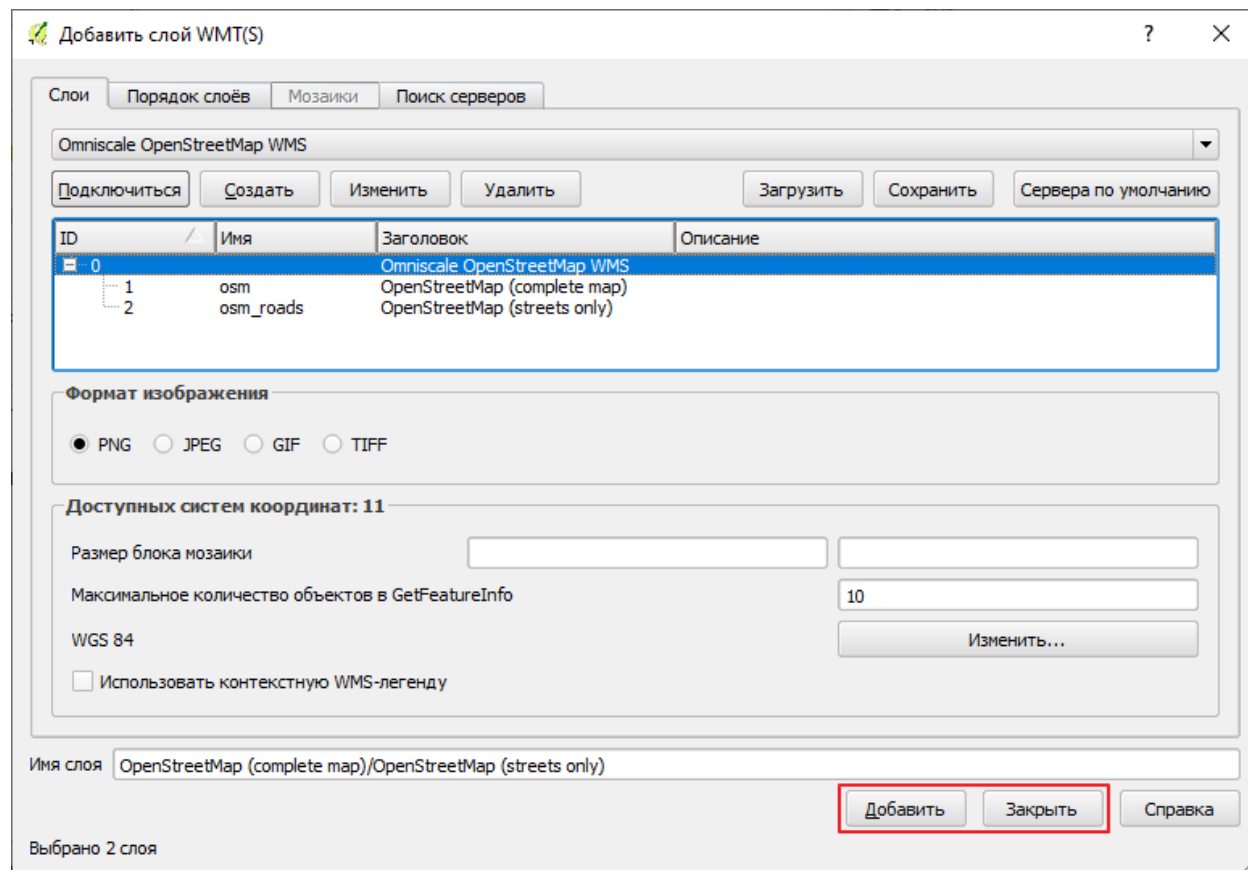 Добавить слой WMT(S) ?
Слои Порядок слоёв Мозаики Поиск серверов
Omniscale OpenStreetMap WMS
Подключиться Создать Изменить Удалить Загрузить Сохранить Сервера по умолчанию
ID Имя Заголовок Описание
0 Omniscale OpenStreetMap WMS
1 osm OpenStreetMap (complete map)
2 osm_roads OpenStreetMap (streets only)
Формат изображения
PNG JPEG GIF TIFF
Доступных систем координат: 11
Размер блока мозаики
Максимальное количество объектов в GetFeatureInfo 10
WGS 84 Изменить...
Использовать контекстную WMS-легенду
Имя слоя OpenStreetMap (complete map)/OpenStreetMap (streets only)
Добавить Закрыть Справка
Выбрано 2 слоя